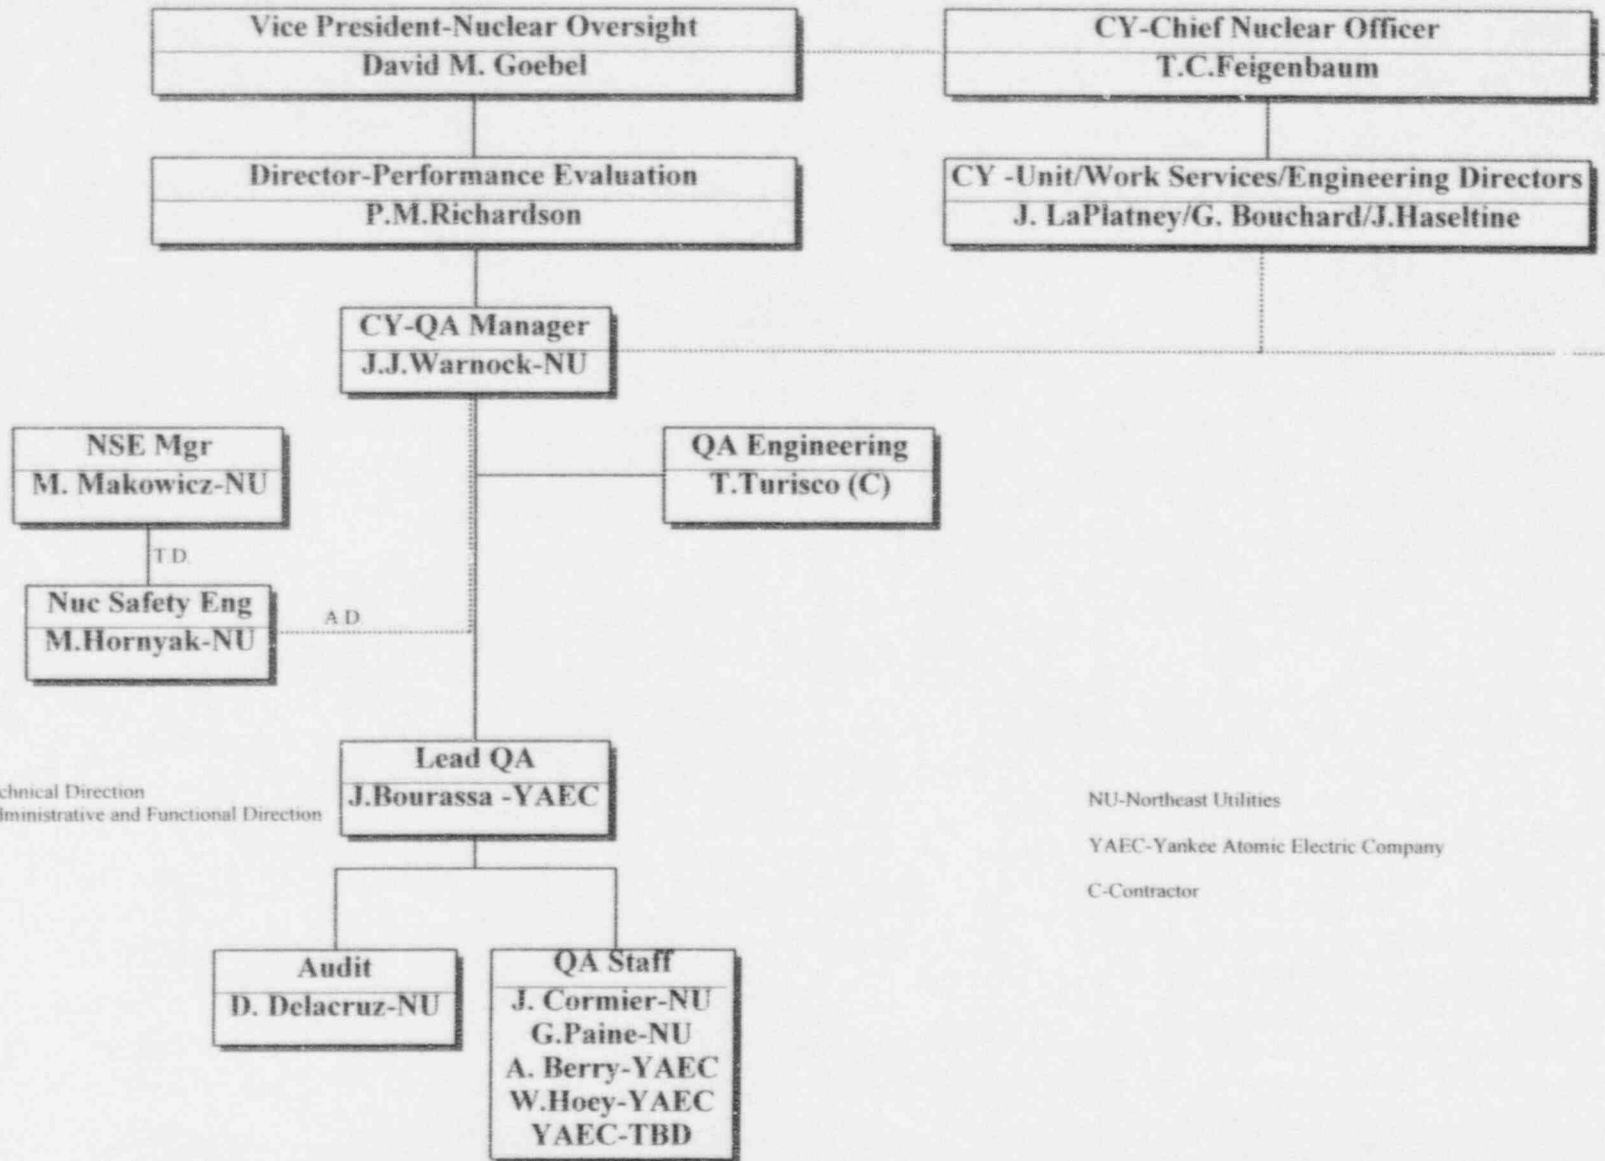 Vice President-Nuclear Oversight
David M. Goebel
CY-Chief Nuclear Officer
T.C.Feigenbaum
Director-Performance Evaluation
P.M.Richardson
CY -Unit/Work Services/Engineering Directors
J. LaPlatney/G. Bouchard/J.Haseltine
CY-QA Manager
J.J.Warnock-NU
NSE Mgr
M. Makowicz-NU
QA Engineering
T.Turisco (C)
T.D.
Nuc Safety Eng
M.Hornyak-NU
A.D.
Lead QA
J.Bourassa -YAEC
chnical Direction
dministrative and Functional Direction
NU-Northeast Utilities
YAEC-Yankee Atomic Electric Company
C-Contractor
Audit
D. Delacruz-NU
QA Staff
J. Cormier-NU
G.Paine-NU
A. Berry-YAEC
W.Hoey-YAEC
YAEC-TBD